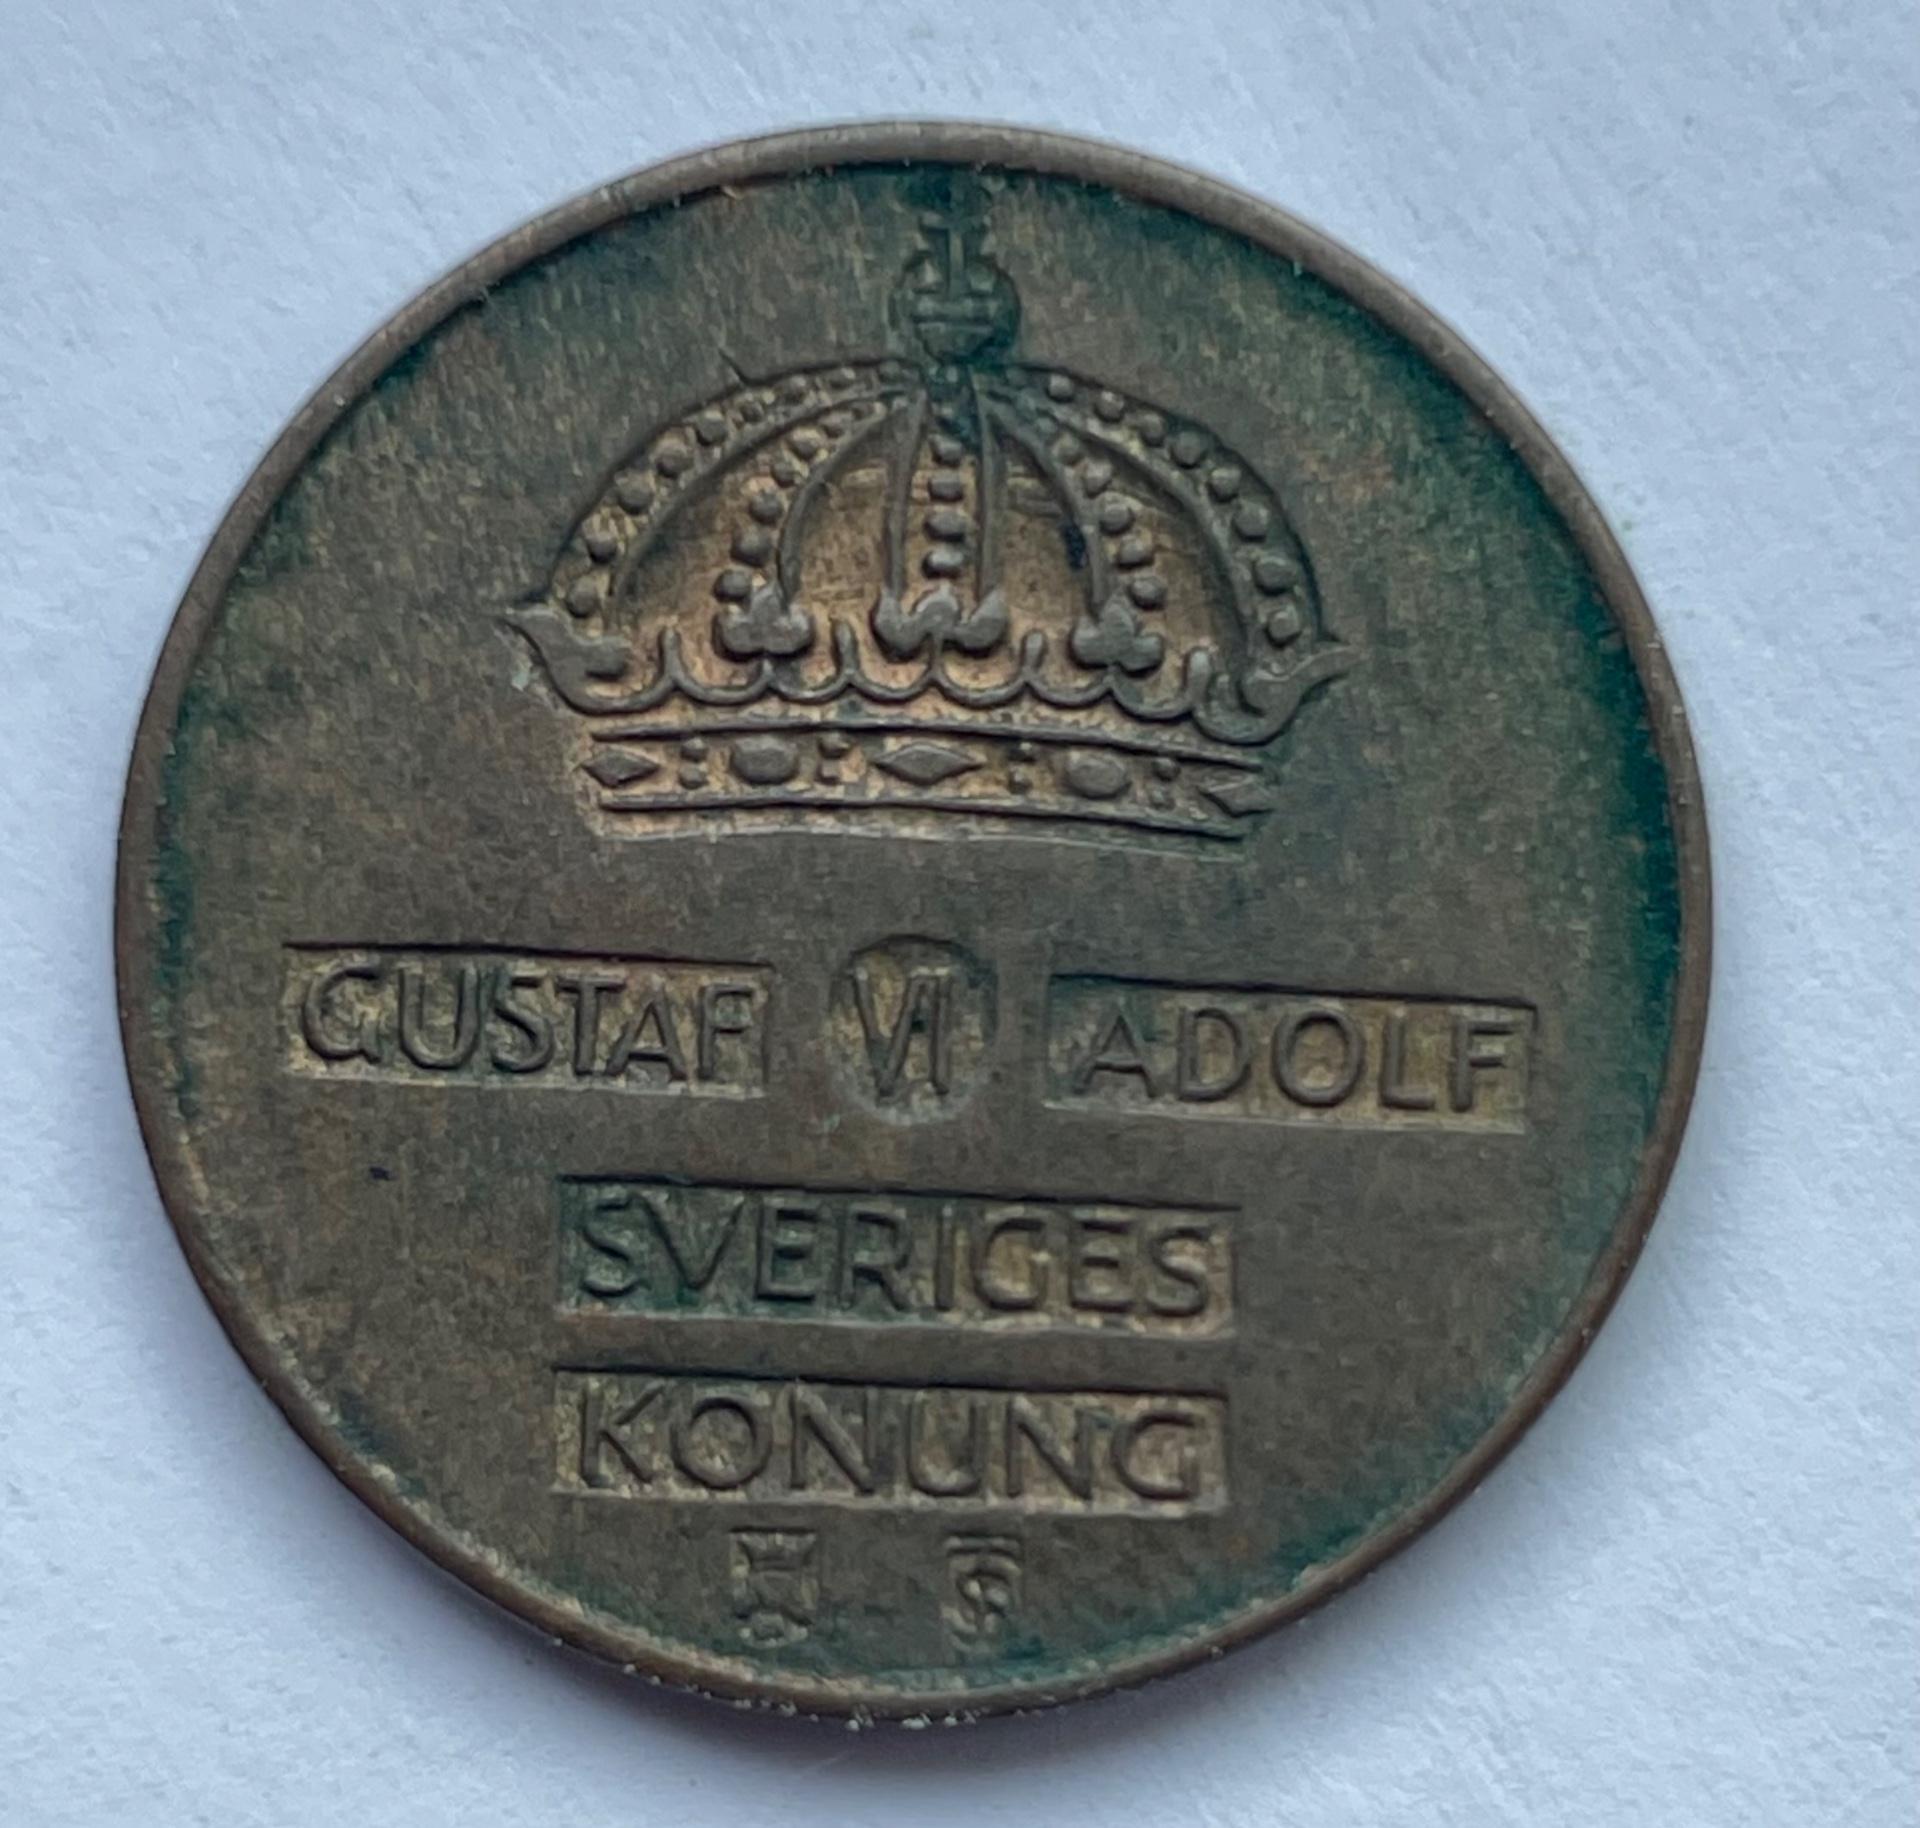 GUSTAF VI ADOLF
SVERIGES
KONUNG